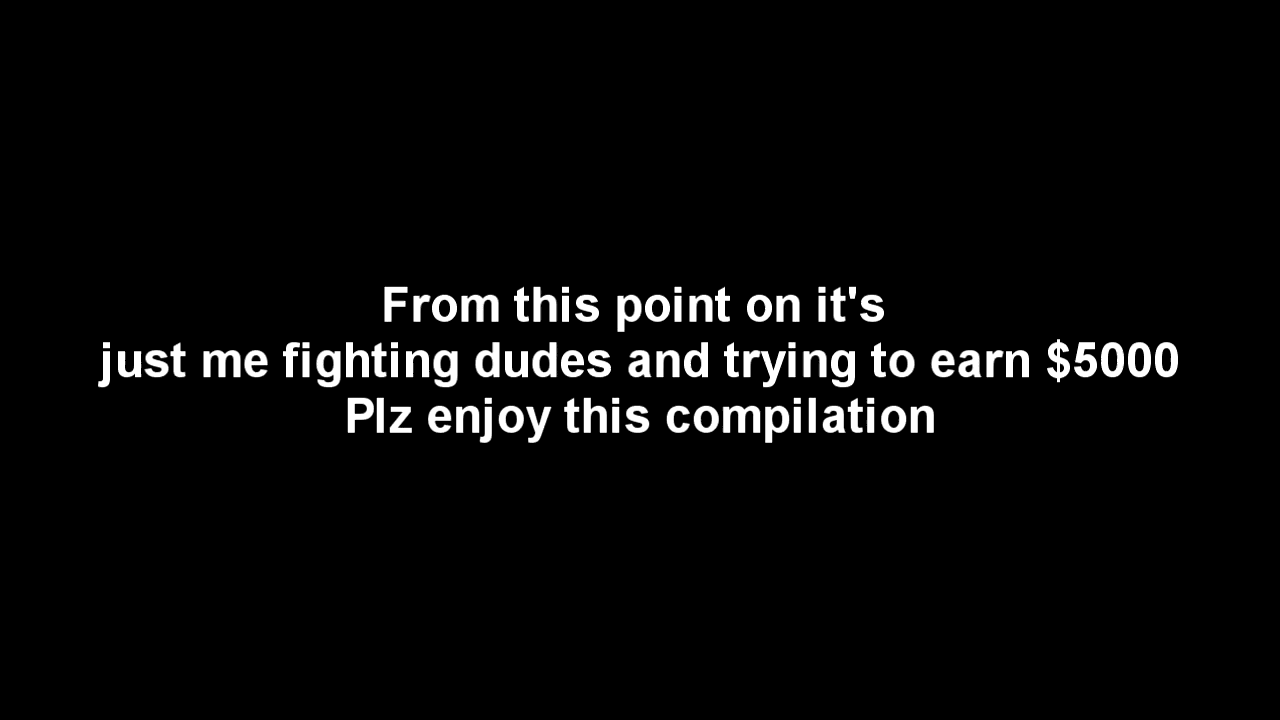 From this point on it's
just me fighting dudes and trying to earn $5000
Plz enjoy this compilation